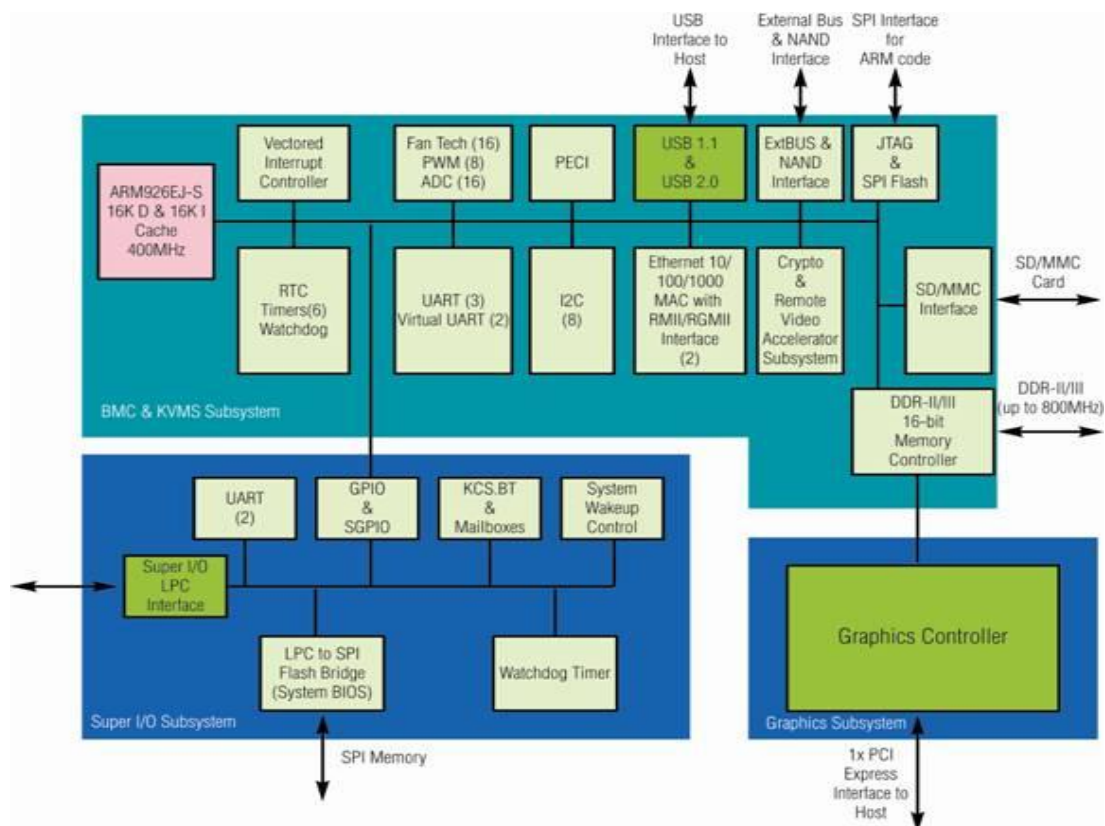 USB
Interface to
Host
External Bus
& NAND
Interface
SPI Interface
for
ARM code
Vectored
Interrupt
Controller
Fan Tech (16)
PWM (8)
ADC (16)
PECI
USB 1.1
&
USB 2.0
ExtBUS &
NAND
Interface
JTAG
&
SPI Flash
ARM926EJ-S
16K D & 16K I
Cache
400MHz
RTC
Timers(6)
Watchdog
UART (3)
Virtual UART (2)
I2C
(8)
Ethernet 10/
100/1000
MAC with
RMII/RGMII
Interface
(2)
Crypto
&
Remote
Video
Accelerator
Subsystem
SD/MMC
Interface
SD/MMC
Card
BMC & KVMS Subsystem
DDR-II/III
16-bit
Memory
Controller
DDR-II/III
(up to 800MHz)
UART
(2)
GPIO
&
SGPIO
KCS.BT
&
Mailboxes
System
Wakeup
Control
Super I/O
LPC
Interface
LPC to SPI
Flash Bridge
(System BIOS)
Watchdog Timer
Super I/O Subsystem
SPI Memory
Graphics Controller
Graphics Subsystem
1x PCI
Express
Interface to
Host